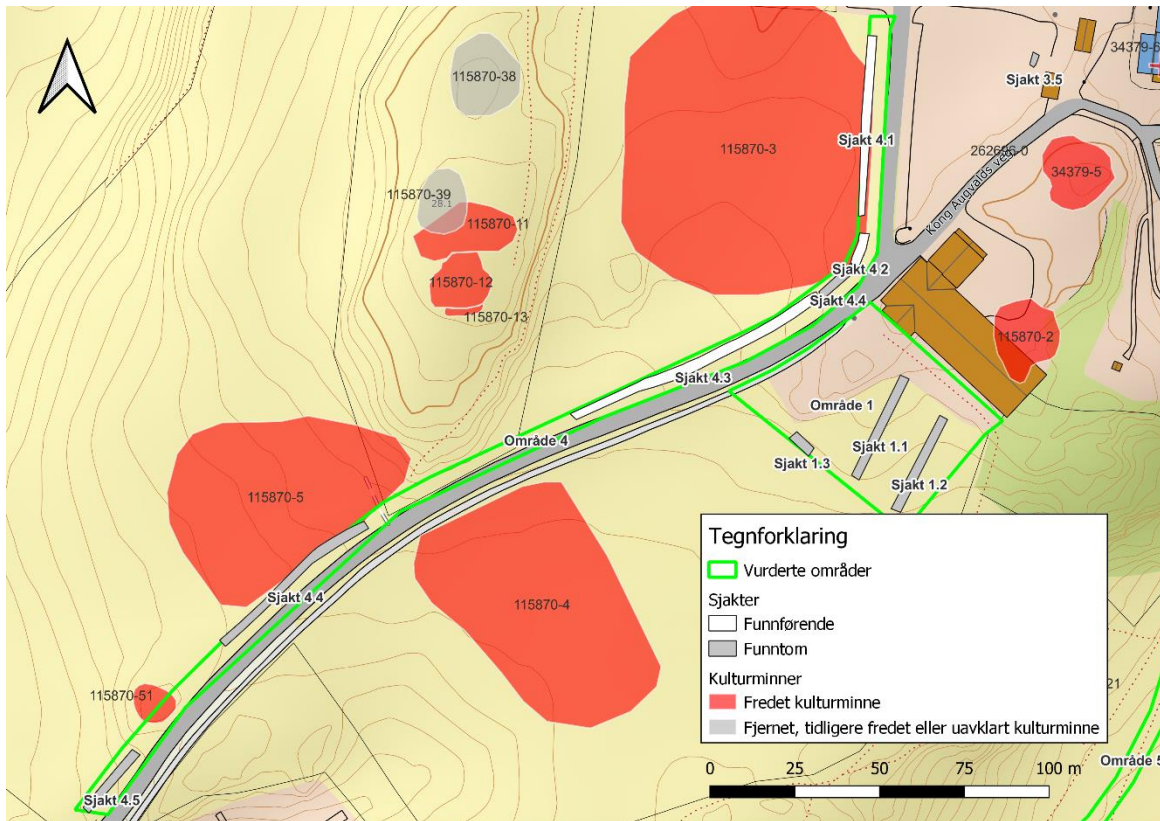 115870-38
34379-6
Sjakt 3.5
115870-3
Sjakt 4.1
262696-0
34379-5
115870-39
28.1
115870-11
Kong Augvalds veg
115870-12
Sjakt 4.2
115870-13
Sjakt 4.4
115870-2
Sjakt 4.3
Område 1
Område 4
Sjakt 1.1
Sjakt 1.3
Sjakt 1.2
115870-5
115870-4
Sjakt 4.4
115870-51
21
Område 5
Sjakt 4.5
Tegnforklaring
Vurderte områder
Sjakter
Funnførende
Funntom
Kulturminner
Fredet kulturminne
Fjernet, tidligere fredet eller uavklart kulturminne
0 25 50 75 100 m